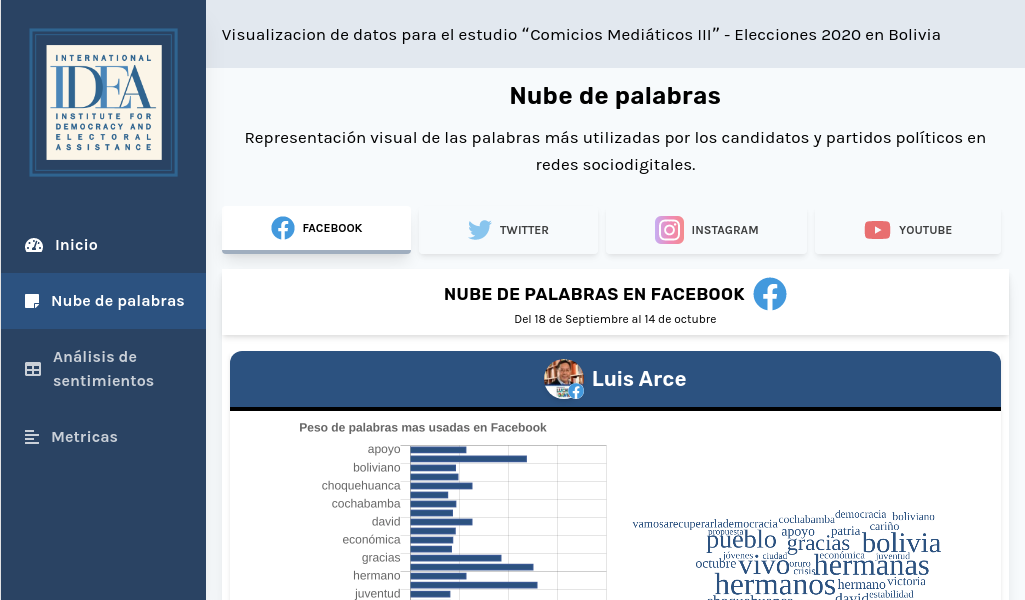 Visualizacion de datos para el estudio “Comicios Mediáticos III” - Elecciones 2020 en Bolivia
INTERNATIONAL
IDEA
INSTITUTE FOR
DEMOCRACY AND
ELECTORAL
ASSISTANCE
Inicio
Nube de palabras
Análisis de
sentimientos
Metricas
Nube de palabras
Representación visual de las palabras más utilizadas por los candidatos y partidos políticos en
redes sociodigitales.
FACEBOOK
TWITTER
INSTAGRAM
YOUTUBE
NUBE DE PALABRAS EN FACEBOOK
Del 18 de Septiembre al 14 de octubre
Luis Arce
Peso de palabras mas usadas en Facebook
apoyo
boliviano
choquehuanca
cochabamba
david
económica
gracias
hermano
juventud
democracia
boliviano
cochabamba
vamosarecuperarlademocracia
cariño
propuesta
apoyo
patria
pueblo
gracias
bolivia
jóvenes
ciudad
económica
juventud
octubre
vivo
oruro
crisis
hermanas
hermanos
hermano
victoria
david
estabilidad